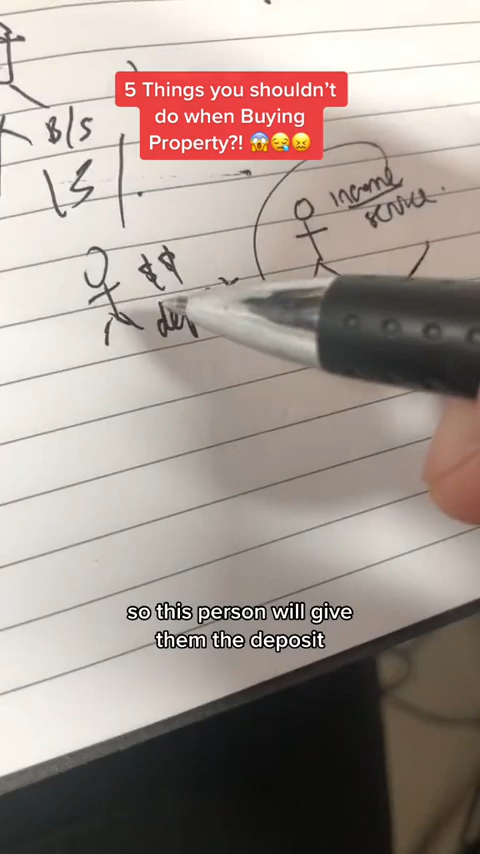 5 Things you shouldn't
do when Buying
Property?! 😱😪😖
B/S
income
service.
$$
dep
so this person will give
them the deposit